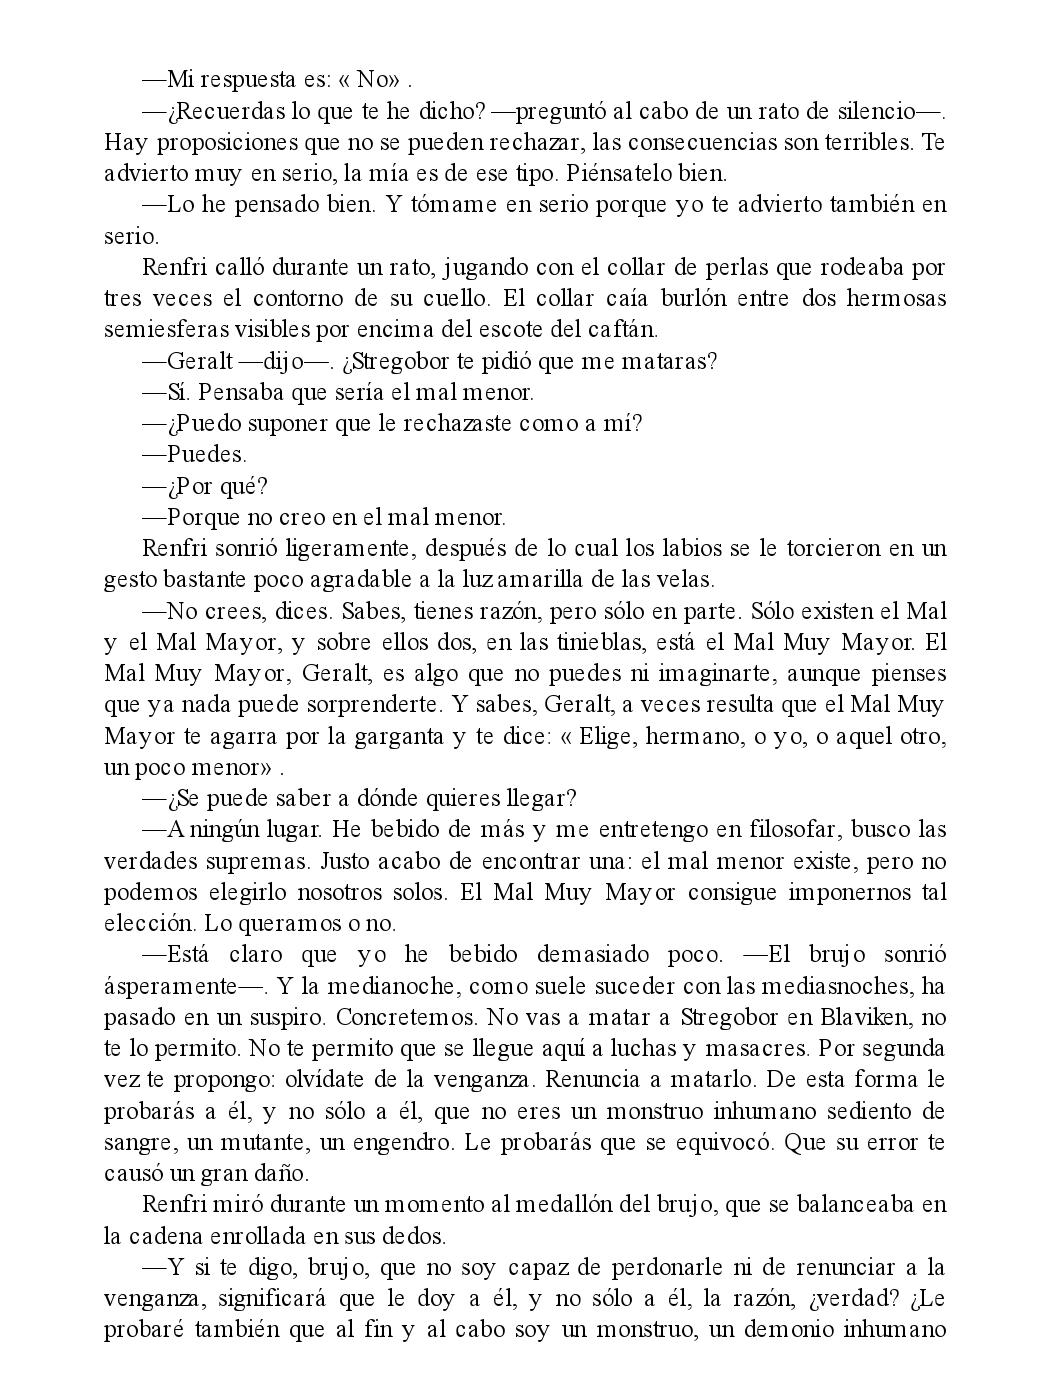 —Mi respuesta es: « No» .
—¿Recuerdas lo que te he dicho? —preguntó al cabo de un rato de silencio—.
Hay proposiciones que no se pueden rechazar, las consecuencias son terribles. Te
advierto muy en serio, la mía es de ese tipo. Piénsatelo bien.
—Lo he pensado bien. Y tómame en serio porque yo te advierto también en
serio.
Renfri calló durante un rato, jugando con el collar de perlas que rodeaba por
tres veces el contorno de su cuello. El collar caía burlón entre dos hermosas
semiesferas visibles por encima del escote del caftán.
—Geralt —dijo—. ¿Stregobor te pidió que me mataras?
—Sí. Pensaba que sería el mal menor.
—¿Puedo suponer que le rechazaste como a mí?
—Puedes.
—¿Por qué?
—Porque no creo en el mal menor.
Renfri sonrió ligeramente, después de lo cual los labios se le torcieron en un
gesto bastante poco agradable a la luz amarilla de las velas.
—No crees, dices. Sabes, tienes razón, pero sólo en parte. Sólo existen el Mal
y el Mal Mayor, y sobre ellos dos, en las tinieblas, está el Mal Muy Mayor. El
Mal Muy Mayor, Geralt, es algo que no puedes ni imaginarte, aunque pienses
que ya nada puede sorprenderte. Y sabes, Geralt, a veces resulta que el Mal Muy
Mayor te agarra por la garganta y te dice: « Elige, hermano, o yo, o aquel otro,
un poco menor» .
—¿Se puede saber a dónde quieres llegar?
—A ningún lugar. He bebido de más y me entretengo en filosofar, busco las
verdades supremas. Justo acabo de encontrar una: el mal menor existe, pero no
podemos elegirlo nosotros solos. El Mal Muy Mayor consigue imponernos tal
elección. Lo queramos o no.
—Está claro que yo he bebido demasiado poco. —El brujo sonrió
ásperamente—. Y la medianoche, como suele suceder con las mediasnoches, ha
pasado en un suspiro. Concretemos. No vas a matar a Stregobor en Blaviken, no
te lo permito. No te permito que se llegue aquí a luchas y masacres. Por segunda
vez te propongo: olvídate de la venganza. Renuncia a matarlo. De esta forma le
probarás a él, y no sólo a él, que no eres un monstruo inhumano sediento de
sangre, un mutante, un engendro. Le probarás que se equivocó. Que su error te
causó un gran daño.
Renfri miró durante un momento al medallón del brujo, que se balanceaba en
la cadena enrollada en sus dedos.
—Y si te digo, brujo, que no soy capaz de perdonarle ni de renunciar a la
venganza, significará que le doy a él, y no sólo a él, la razón, ¿verdad? ¿Le
probaré también que al fin y al cabo soy un monstruo, un demonio inhumano